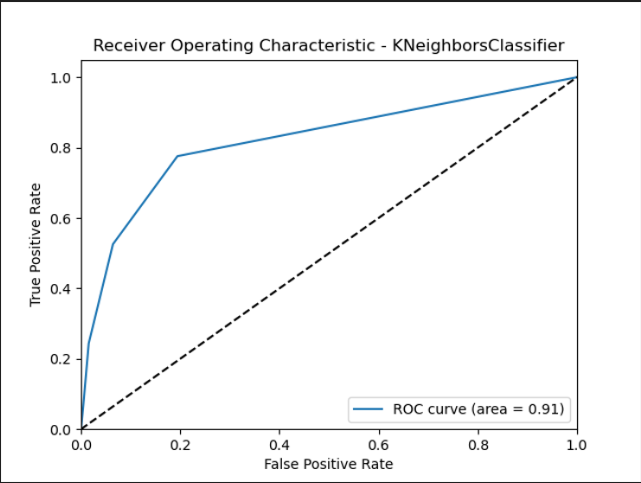 Receiver Operating Characteristic - KNeighborsClassifier
1.0
0.8
0.6
0.4
0.2
0.0
True Positive Rate
ROC curve (area = 0.91)
0.0 0.2 0.4 0.6 0.8 1.0
False Positive Rate